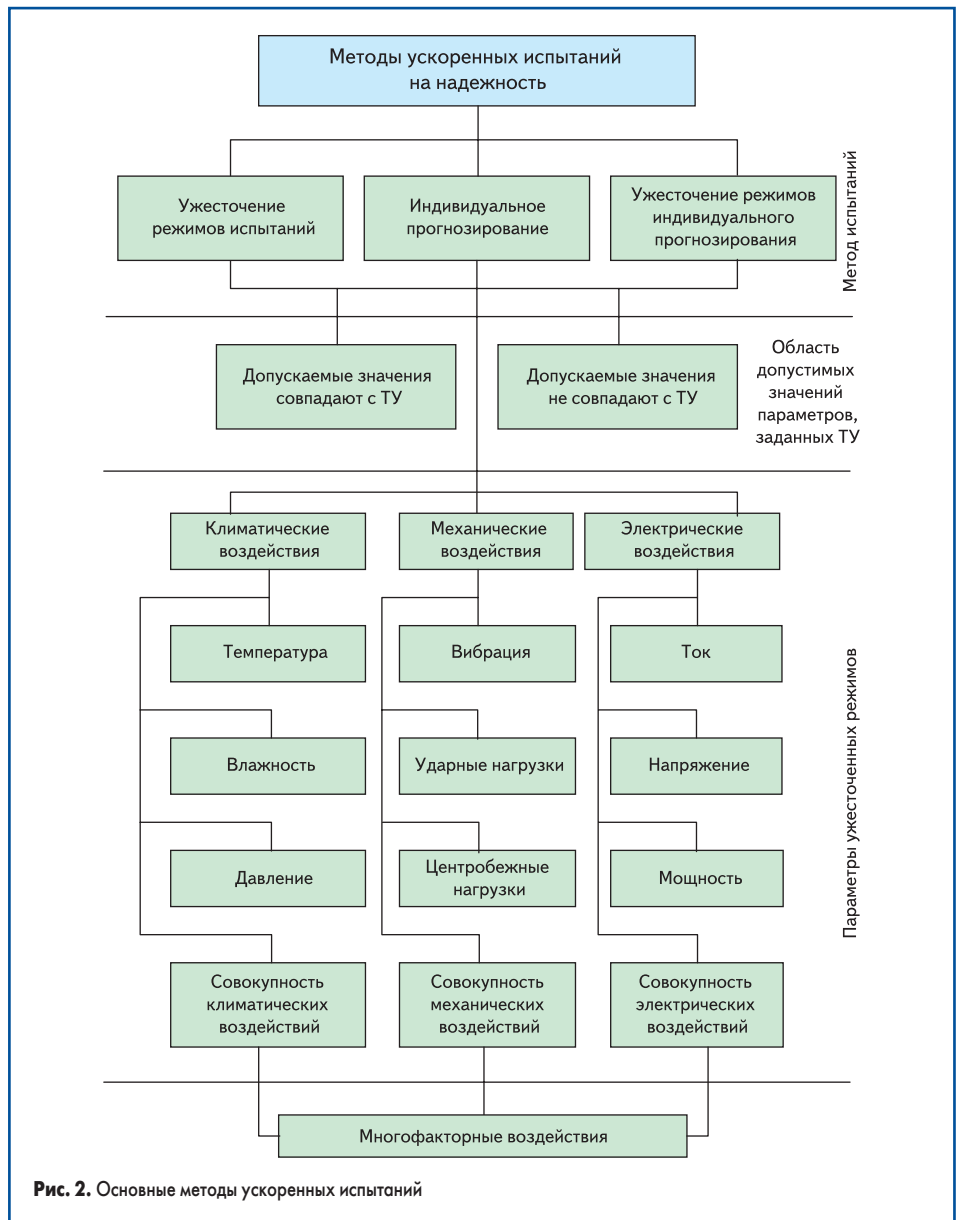 Методы ускоренных испытаний
на надежность
Ужесточение
режимов испытаний
Индивидуальное
прогнозирование
Ужесточение режимов
индивидуального
прогнозирования
Метод испытаний
Допускаемые значения
совпадают с ТУ
Допускаемые значения
не совпадают с ТУ
Область
допустимых
значений
параметров,
заданных ТУ
Климатические
воздействия
Механические
воздействия
Электрические
воздействия
Температура
Вибрация
Ток
Влажность
Ударные нагрузки
Напряжение
Давление
Центробежные
нагрузки
Мощность
Параметры ужесточенных режимов
Совокупность
климатических
воздействий
Совокупность
механических
воздействий
Совокупность
электрических
воздействий
Многофакторные воздействия
Рис. 2. Основные методы ускоренных испытаний